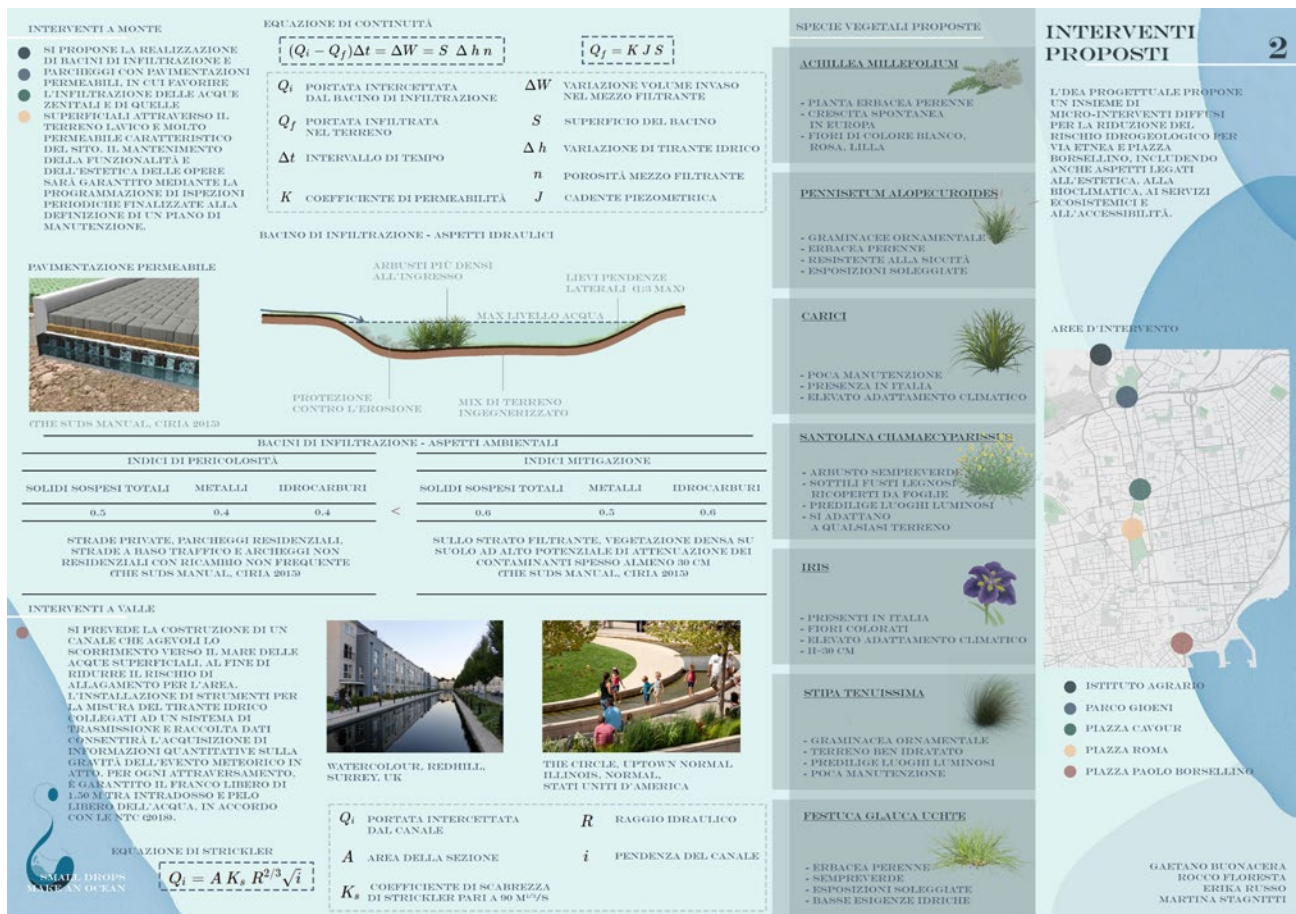 INTERVENTI A MONTE
SI PROPONE LA REALIZZAZIONE
DI BACINI DI INFILTRAZIONE E
PARCHEGGI CON PAVIMENTAZIONI
PERMEABILI, IN CUI FAVORIRE
L'INFILTRAZIONE DELLE ACQUE
ZENITALI E DI QUELLE
SUPERFICIALI ATTRAVERSO IL
TERRENO LAVICO E MOLTO
PERMEABILE CARATTERISTICO
DEL SITO. IL MANTENIMENTO
DELLA FUNZIONALITÀ E
DELL'ESTETICA DELLE OPERE
SARÀ GARANTITO MEDIANTE LA
PROGRAMMAZIONE DI ISPEZIONI
PERIODICHE FINALIZZATE ALLA
DEFINIZIONE DI UN PIANO DI
MANUTENZIONE.
PAVIMENTAZIONE PERMEABILE
(THE SUDS MANUAL, CIRIA 2015)
EQUAZIONE DI CONTINUITÀ
(Qi − Qf)Δt = ΔW = S Δ h n
Qf = K J S
Qi PORTATA INTERCETTATA
DAL BACINO DI INFILTRAZIONE
Qf PORTATA INFILTRATA
NEL TERRENO
Δt INTERVALLO DI TEMPO
K COEFFICIENTE DI PERMEABILITÀ
ΔW VARIAZIONE VOLUME INVASO
NEL MEZZO FILTRANTE
S SUPERFICIO DEL BACINO
Δ h VARIAZIONE DI TIRANTE IDRICO
n POROSITÀ MEZZO FILTRANTE
J CADENTE PIEZOMETRICA
BACINO DI INFILTRAZIONE - ASPETTI IDRAULICI
ARBUSTI PIÙ DENSI
ALL'INGRESSO
LIEVI PENDENZE
LATERALI (1:3 MAX)
MAX LIVELLO ACQUA
PROTEZIONE
CONTRO L'EROSIONE
MIX DI TERRENO
INGEGNERIZZATO
BACINI DI INFILTRAZIONE - ASPETTI AMBIENTALI
INDICI DI PERICOLOSITÀ
SOLIDI SOSPESI TOTALI METALLI IDROCARBURI
0.5 0.4 0.4
STRADE PRIVATE, PARCHEGGI RESIDENZIALI,
STRADE A BASO TRAFFICO E ARCHEGGI NON
RESIDENZIALI CON RICAMBIO NON FREQUENTE
(THE SUDS MANUAL, CIRIA 2015)
<
INDICI MITIGAZIONE
SOLIDI SOSPESI TOTALI METALLI IDROCARBURI
0.6 0.5 0.6
SULLO STRATO FILTRANTE, VEGETAZIONE DENSA SU
SUOLO AD ALTO POTENZIALE DI ATTENUAZIONE DEI
CONTAMINANTI SPESSO ALMENO 30 CM
(THE SUDS MANUAL, CIRIA 2015)
INTERVENTI A VALLE
SI PREVEDE LA COSTRUZIONE DI UN
CANALE CHE AGEVOLI LO
SCORRIMENTO VERSO IL MARE DELLE
ACQUE SUPERFICIALI, AL FINE DI
RIDURRE IL RISCHIO DI
ALLAGAMENTO PER L'AREA.
L'INSTALLAZIONE DI STRUMENTI PER
LA MISURA DEL TIRANTE IDRICO
COLLEGATI AD UN SISTEMA DI
TRASMISSIONE E RACCOLTA DATI
CONSENTIRÀ L'ACQUISIZIONE DI
INFORMAZIONI QUANTITATIVE SULLA
GRAVITÀ DELL'EVENTO METEORICO IN
ATTO. PER OGNI ATTRAVERSAMENTO,
È GARANTITO IL FRANCO LIBERO DI
1.50 M TRA INTRADOSSO E PELO
LIBERO DELL'ACQUA, IN ACCORDO
CON LE NTC (2018).
EQUAZIONE DI STRICKLER
Qi = A Ks R^2/3 √i
SMALL DROPS
MAKE AN OCEAN
WATERCOLOUR, REDHILL,
SURREY, UK
THE CIRCLE, UPTOWN NORMAL
ILLINOIS, NORMAL,
STATI UNITI D'AMERICA
Qi PORTATA INTERCETTATA
DAL CANALE
A AREA DELLA SEZIONE
Ks COEFFICIENTE DI SCABREZZA
DI STRICKLER PARI A 90 M^1/3/S
R RAGGIO IDRAULICO
i PENDENZA DEL CANALE
SPECIE VEGETALI PROPOSTE
ACHILLEA MILLEFOLIUM
- PIANTA ERBACEA PERENNE
- CRESCITA SPONTANEA
IN EUROPA
- FIORI DI COLORE BIANCO,
ROSA, LILLA
PENNISETUM ALOPECUROIDES
- GRAMINACEE ORNAMENTALE
- ERBACEA PERENNE
- RESISTENTE ALLA SICCITÀ
- ESPOSIZIONI SOLEGGIATE
CARICI
- POCA MANUTENZIONE
- PRESENZA IN ITALIA
- ELEVATO ADATTAMENTO CLIMATICO
SANTOLINA CHAMAECYPARISSUS
- ARBUSTO SEMPREVERDE
- SOTTILI FUSTI LEGNOSI
RICOPERTI DA FOGLIE
- PREDILIGE LUOGHI LUMINOSI
- SI ADATTANO
A QUALSIASI TERRENO
IRIS
- PRESENTI IN ITALIA
- FIORI COLORATI
- ELEVATO ADATTAMENTO CLIMATICO
- H=30 CM
STIPA TENUISSIMA
- GRAMINACEA ORNAMENTALE
- TERRENO BEN IDRATATO
- PREDILIGE LUOGHI LUMINOSI
- POCA MANUTENZIONE
FESTUCA GLAUCA UCHTE
- ERBACEA PERENNE
- SEMPREVERDE
- ESPOSIZIONI SOLEGGIATE
- BASSE ESIGENZE IDRICHE
INTERVENTI
PROPOSTI
2
L'DEA PROGETTUALE PROPONE
UN INSIEME DI
MICRO-INTERVENTI DIFFUSI
PER LA RIDUZIONE DEL
RISCHIO IDROGEOLOGICO PER
VIA ETNEA E PIAZZA
BORSELLINO, INCLUDENDO
ANCHE ASPETTI LEGATI
ALL'ESTETICA, ALLA
BIOCLIMATICA, AI SERVIZI
ECOSISTEMICI E
ALL'ACCESSIBILITÀ.
AREE D'INTERVENTO
ISTITUTO AGRARIO
PARCO GIOENI
PIAZZA CAVOUR
PIAZZA ROMA
PIAZZA PAOLO BORSELLINO
GAETANO BUONACERA
ROCCO FLORESTA
ERIKA RUSSO
MARTINA STAGNITTI